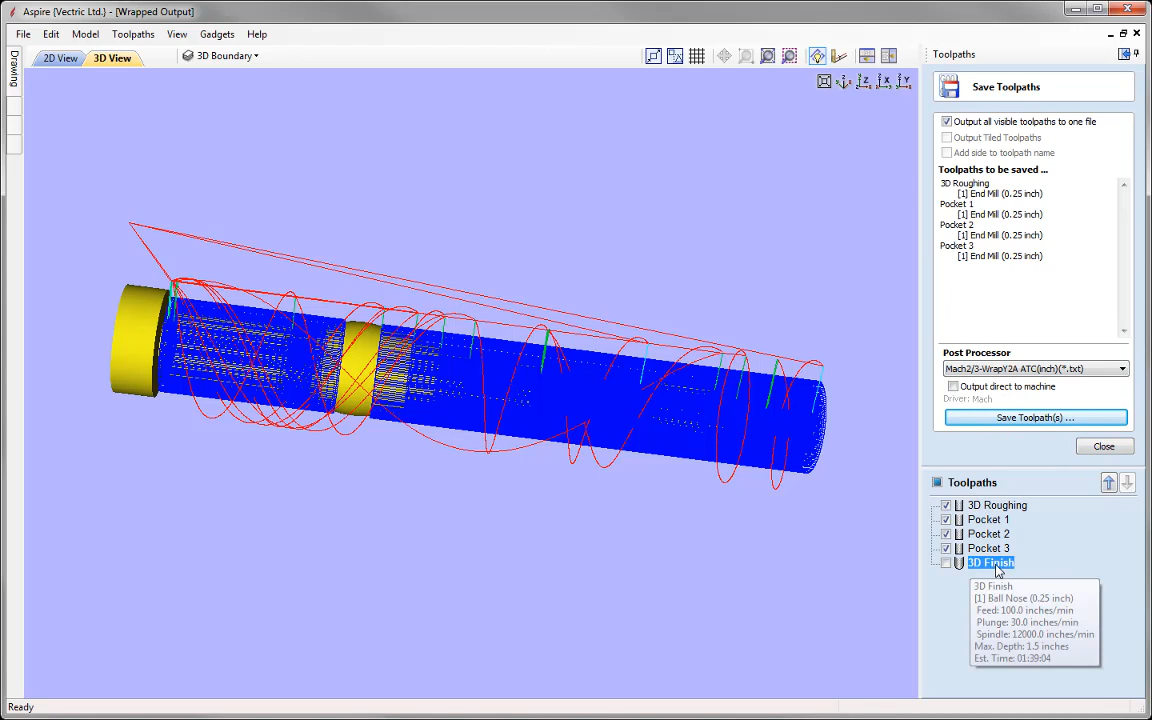 Aspire {Vectric Ltd.} - [Wrapped Output]
File Edit Model Toolpaths View Gadgets Help
Drawing
2D View 3D View 3D Boundary
Toolpaths
Save Toolpaths
Output all visible toolpaths to one file
Output Tiled Toolpaths
Add side to toolpath name
Toolpaths to be saved ...
3D Roughing
[1] End Mill (0.25 inch)
Pocket 1
[1] End Mill (0.25 inch)
Pocket 2
[1] End Mill (0.25 inch)
Pocket 3
[1] End Mill (0.25 inch)
Post Processor
Mach2/3-WrapY2A ATC(inch)(*.txt)
Output direct to machine
Driver: Mach
Save Toolpath(s) ...
Close
Toolpaths
3D Roughing
Pocket 1
Pocket 2
Pocket 3
3D Finish
3D Finish
[1] Ball Nose (0.25 inch)
Feed: 100.0 inches/min
Plunge: 30.0 inches/min
Spindle: 12000.0 inches/min
Max. Depth: 1.5 inches
Est. Time: 01:39:04
Ready